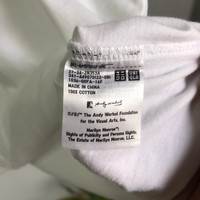 MADE IN CHINA
100% COTTON
Andy Warhol
©/®/™ The Andy Warhol Foundation
for the Visual Arts, Inc.
Marilyn Monroe™
Rights of Publicity and Persona Rights:
The Estate of Marilyn Monroe, LLC.